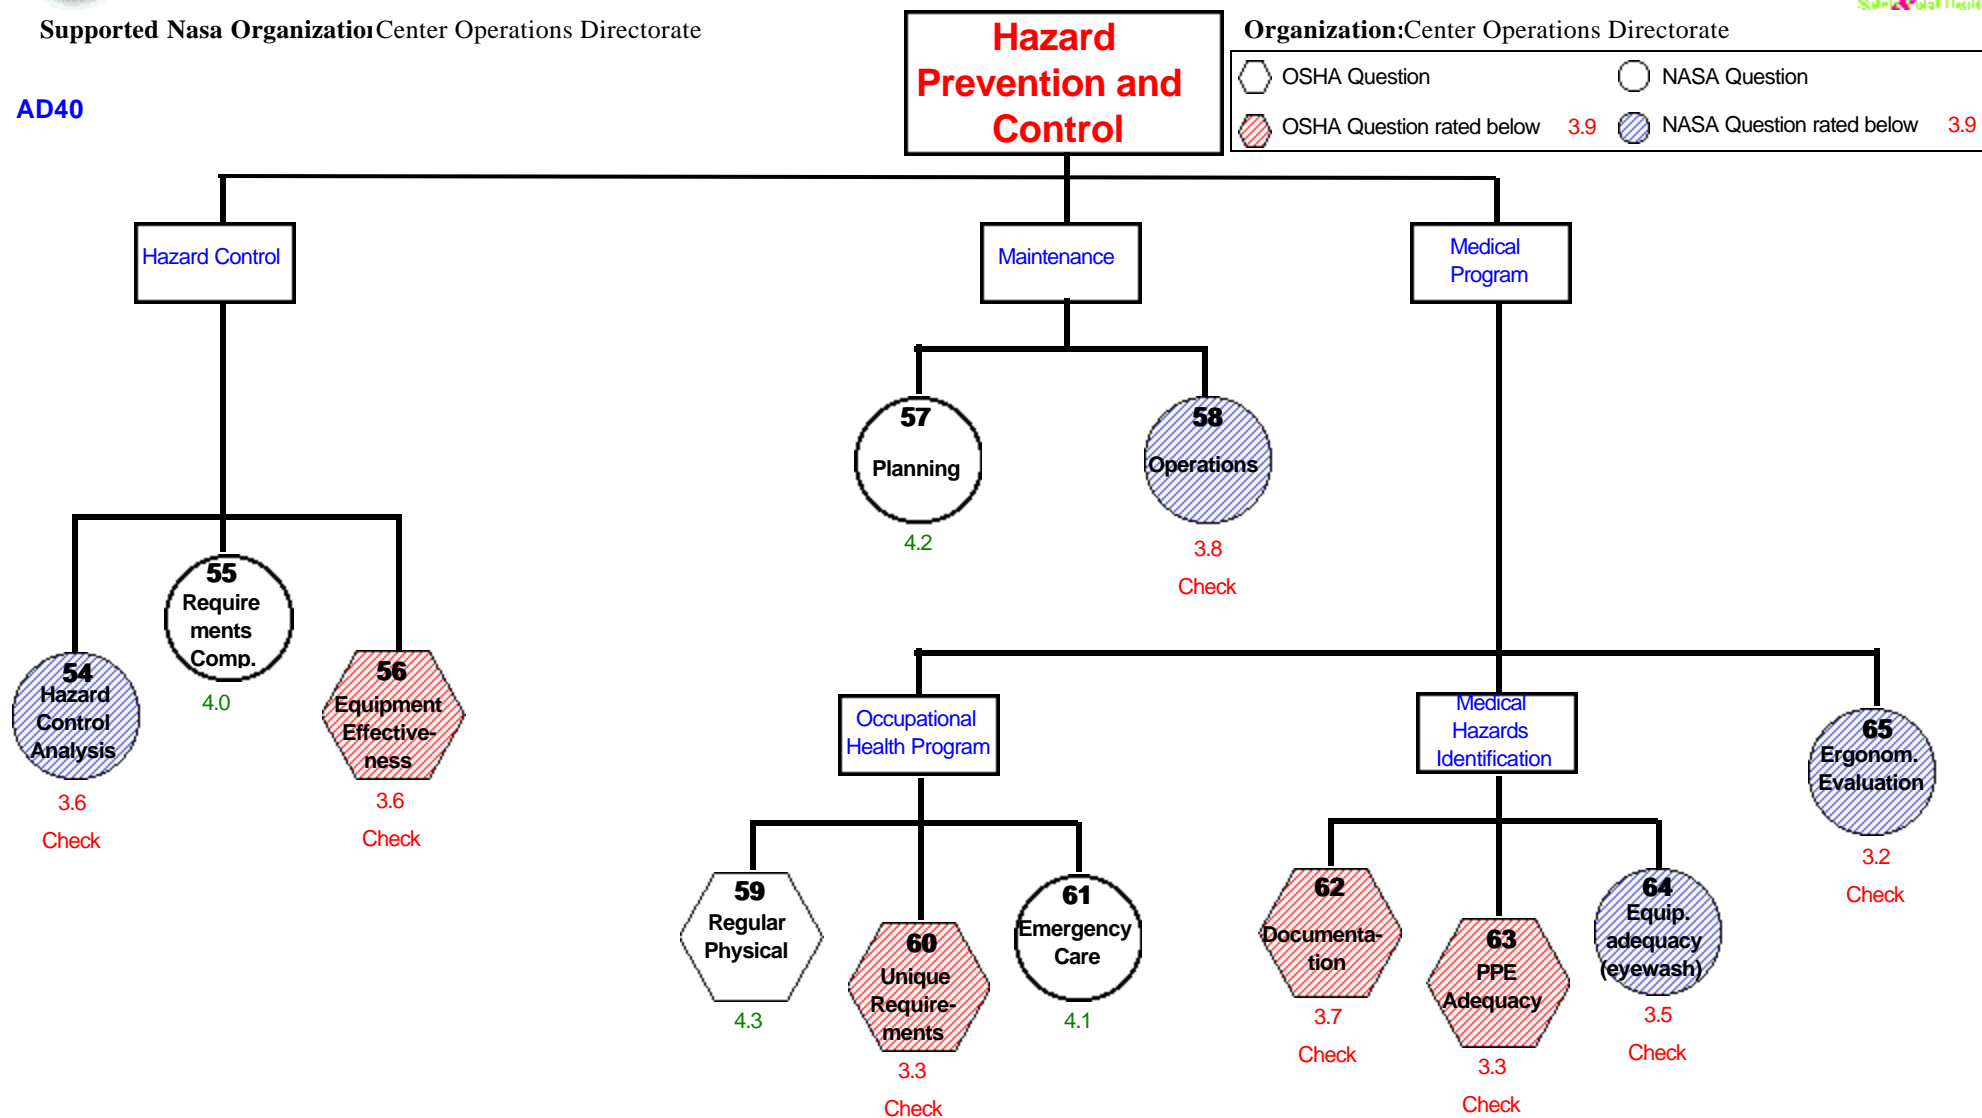 Supported Nasa Organization Center Operations Directorate
Organization: Center Operations Directorate
AD40
Hazard
Prevention and
Control
OSHA Question
NASA Question
OSHA Question rated below 3.9
NASA Question rated below 3.9
Hazard Control
Maintenance
Medical
Program
57
Planning
4.2
58
Operations
3.8
Check
54
Hazard
Control
Analysis
3.6
Check
55
Require
ments
Comp.
4.0
56
Equipment
Effective-
ness
3.6
Check
Occupational
Health Program
Medical
Hazards
Identification
65
Ergonom.
Evaluation
3.2
Check
59
Regular
Physical
4.3
60
Unique
Require-
ments
3.3
Check
61
Emergency
Care
4.1
62
Documenta-
tion
3.7
Check
63
PPE
Adequacy
3.3
Check
64
Equip.
adequacy
(eyewash)
3.5
Check